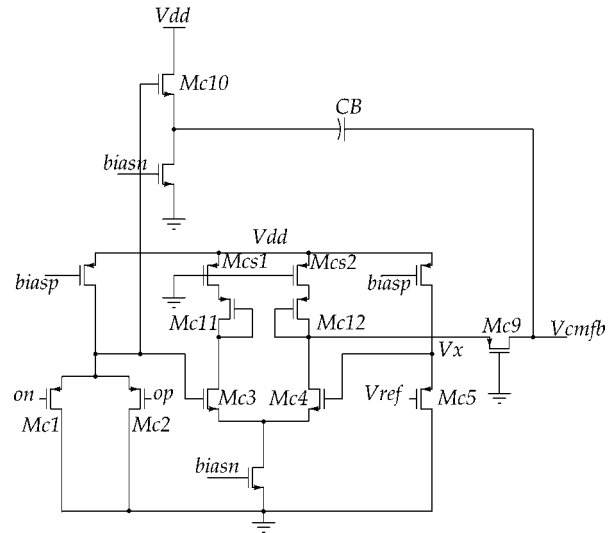 Vdd
Mc10
CB
biasn
Vdd
Mcs1
Mcs2
biasp
biasp
Mc11
Mc12
Mc9
Vcmfb
Vx
on
op
Mc3
Mc4
Vref
Mc5
Mc1
Mc2
biasn